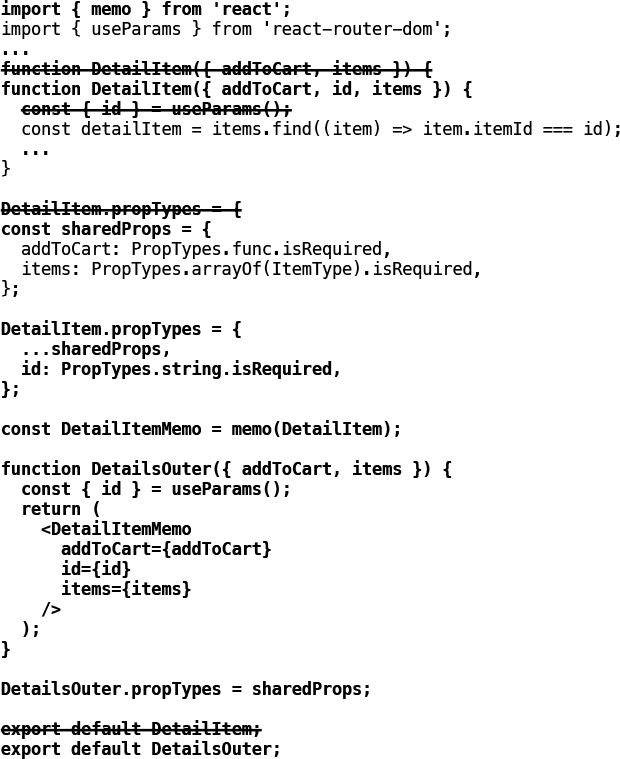 import { memo } from 'react';
import { useParams } from 'react-router-dom';
...
function DetailItem({ addToCart, items }) {
function DetailItem({ addToCart, id, items }) {
  const { id } = useParams();
  const detailItem = items.find((item) => item.itemId === id);
  ...
}

DetailItem.propTypes = {
const sharedProps = {
  addToCart: PropTypes.func.isRequired,
  items: PropTypes.arrayOf(ItemType).isRequired,
};

DetailItem.propTypes = {
  ...sharedProps,
  id: PropTypes.string.isRequired,
};

const DetailItemMemo = memo(DetailItem);

function DetailsOuter({ addToCart, items }) {
  const { id } = useParams();
  return (
    <DetailItemMemo
      addToCart={addToCart}
      id={id}
      items={items}
    />
  );
}

DetailsOuter.propTypes = sharedProps;

export default DetailItem;
export default DetailsOuter;